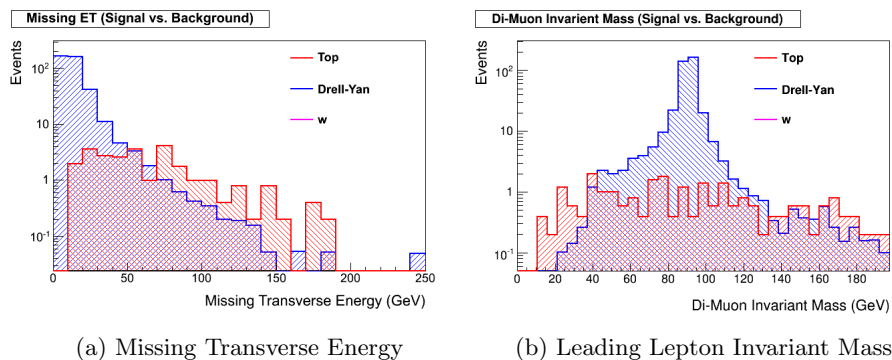 Missing ET (Signal vs. Background)
Events
10²
10
1
10⁻¹
Top
Drell-Yan
w
0 50 100 150 200 250
Missing Transverse Energy (GeV)
(a) Missing Transverse Energy
Di-Muon Invarient Mass (Signal vs. Background)
Events
10²
10
1
10⁻¹
Top
Drell-Yan
w
0 20 40 60 80 100 120 140 160 180
Di-Muon Invariant Mass (GeV)
(b) Leading Lepton Invariant Mass